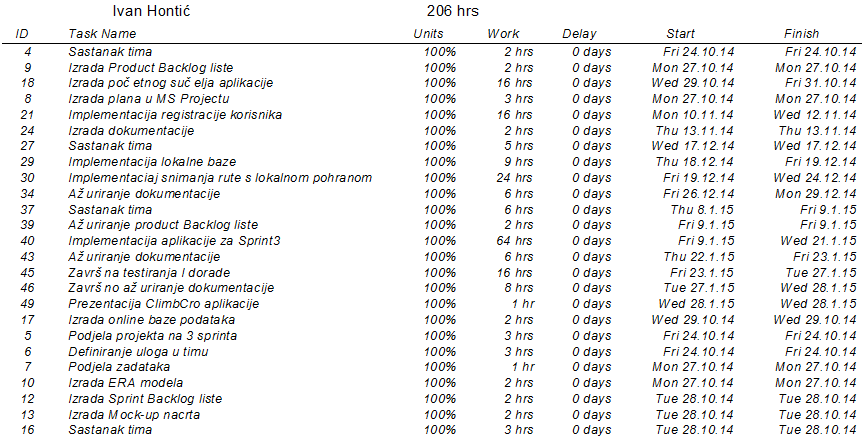 Ivan Hontić 206 hrs
ID Task Name Units Work Delay Start Finish
4 Sastanak tima 100% 2 hrs 0 days Fri 24.10.14 Fri 24.10.14
9 Izrada Product Backlog liste 100% 2 hrs 0 days Mon 27.10.14 Mon 27.10.14
18 Izrada poč etnog suč elja aplikacije 100% 16 hrs 0 days Wed 29.10.14 Fri 31.10.14
8 Izrada plana u MS Projectu 100% 3 hrs 0 days Mon 27.10.14 Mon 27.10.14
21 Implementacija registracije korisnika 100% 16 hrs 0 days Mon 10.11.14 Wed 12.11.14
24 Izrada dokumentacije 100% 2 hrs 0 days Thu 13.11.14 Thu 13.11.14
27 Sastanak tima 100% 5 hrs 0 days Wed 17.12.14 Wed 17.12.14
29 Implementacija lokalne baze 100% 9 hrs 0 days Thu 18.12.14 Fri 19.12.14
30 Implementaciaj snimanja rute s lokalnom pohranom 100% 24 hrs 0 days Fri 19.12.14 Wed 24.12.14
34 Až uriranje dokumentacije 100% 6 hrs 0 days Fri 26.12.14 Mon 29.12.14
37 Sastanak tima 100% 6 hrs 0 days Thu 8.1.15 Fri 9.1.15
39 Až uriranje product Backlog liste 100% 2 hrs 0 days Fri 9.1.15 Fri 9.1.15
40 Implementacija aplikacije za Sprint3 100% 64 hrs 0 days Fri 9.1.15 Wed 21.1.15
43 Až uriranje dokumentacije 100% 6 hrs 0 days Thu 22.1.15 Fri 23.1.15
45 Završ na testiranja I dorade 100% 16 hrs 0 days Fri 23.1.15 Tue 27.1.15
46 Završ no až uriranje dokumentacije 100% 8 hrs 0 days Tue 27.1.15 Wed 28.1.15
49 Prezentacija ClimbCro aplikacije 100% 1 hr 0 days Wed 28.1.15 Wed 28.1.15
17 Izrada online baze podataka 100% 2 hrs 0 days Wed 29.10.14 Wed 29.10.14
5 Podjela projekta na 3 sprinta 100% 3 hrs 0 days Fri 24.10.14 Fri 24.10.14
6 Definiranje uloga u timu 100% 3 hrs 0 days Fri 24.10.14 Fri 24.10.14
7 Podjela zadataka 100% 1 hr 0 days Mon 27.10.14 Mon 27.10.14
10 Izrada ERA modela 100% 2 hrs 0 days Mon 27.10.14 Mon 27.10.14
12 Izrada Sprint Backlog liste 100% 2 hrs 0 days Tue 28.10.14 Tue 28.10.14
13 Izrada Mock-up nacrta 100% 2 hrs 0 days Tue 28.10.14 Tue 28.10.14
16 Sastanak tima 100% 3 hrs 0 days Tue 28.10.14 Tue 28.10.14